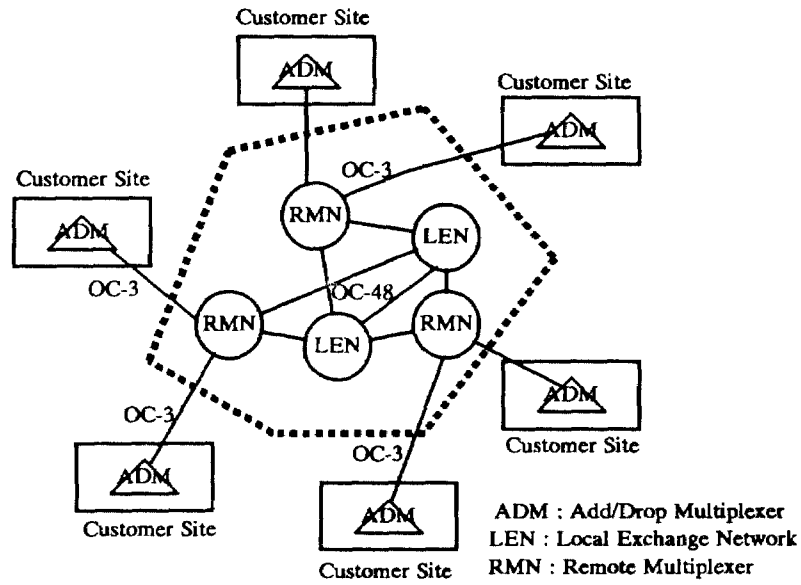 Customer Site
ADM
Customer Site
ADM
OC-3
Customer Site
ADM
RMN
LEN
OC-3
OC-48
RMN
LEN
RMN
ADM
OC-3
Customer Site
OC-3
ADM
Customer Site
ADM
Customer Site
ADM : Add/Drop Multiplexer
LEN : Local Exchange Network
RMN : Remote Multiplexer